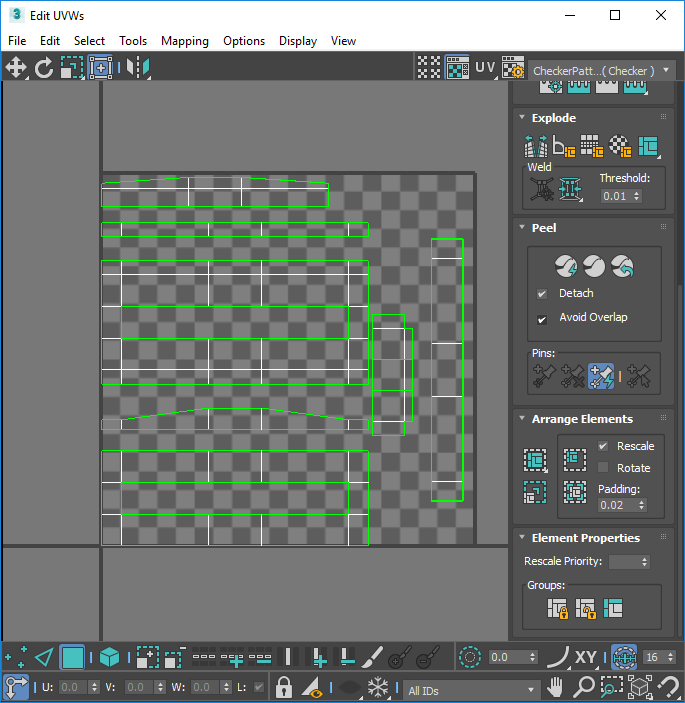 Edit UVWs
File Edit Select Tools Mapping Options Display View
UV CheckerPatt...( Checker )
Explode
Weld
Threshold:
0.01
Peel
Detach
Avoid Overlap
Pins:
Arrange Elements
Rescale
Rotate
Padding:
0.02
Element Properties
Rescale Priority:
Groups:
0.0 XY 16
U: 0.0 V: 0.0 W: 0.0 L: All IDs